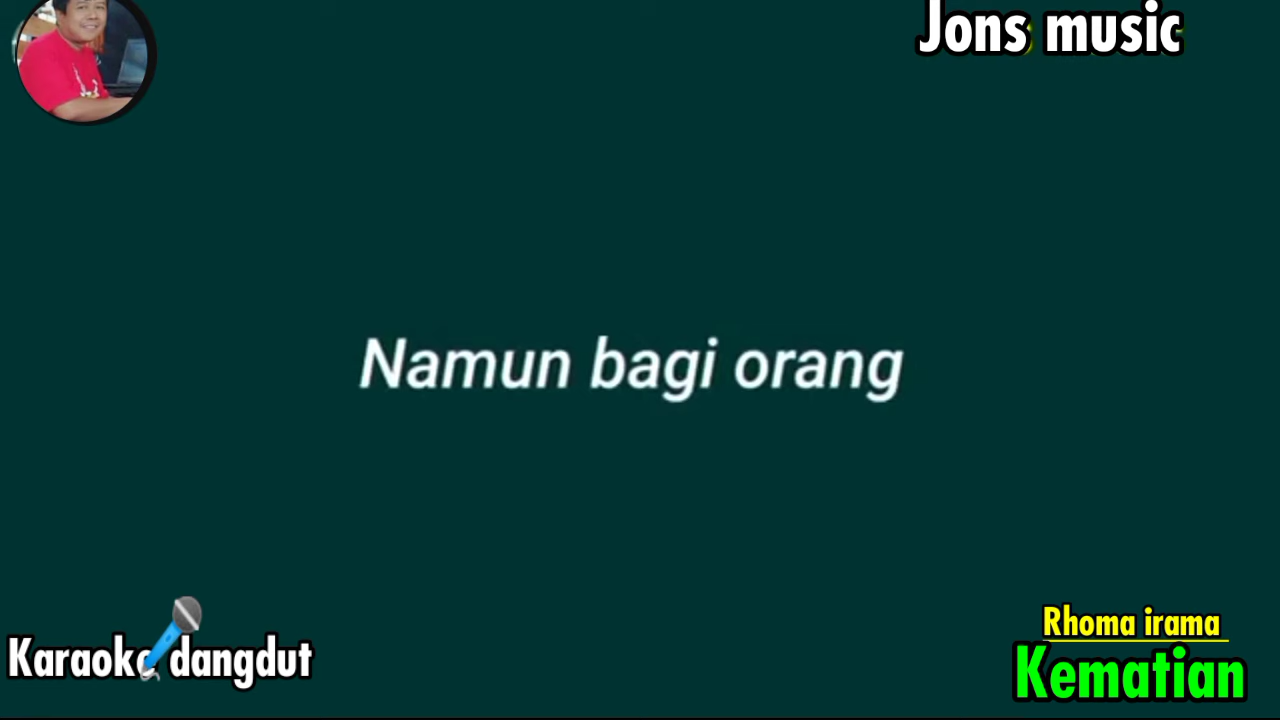 Jons music
Namun bagi orang
Karaoke dangdut
Rhoma irama
Kematian